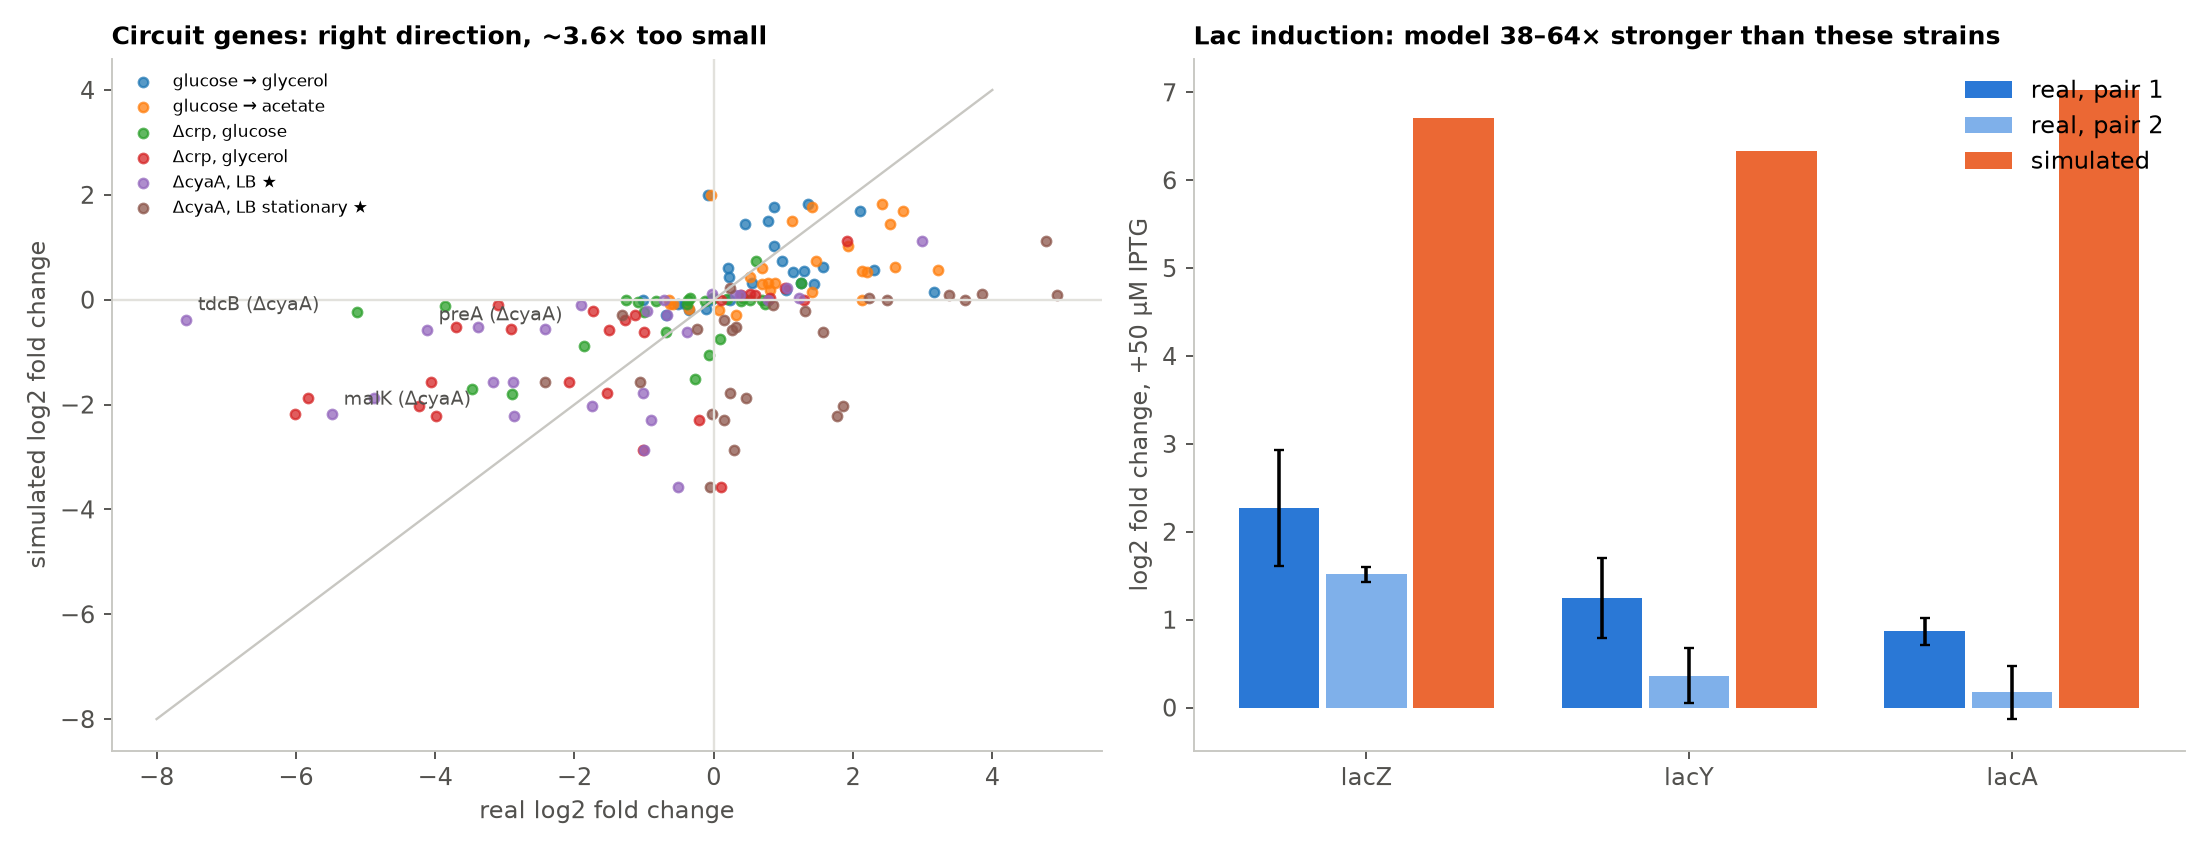 Circuit genes: right direction, ~3.6× too small
glucose → glycerol
glucose → acetate
Δcrp, glucose
Δcrp, glycerol
ΔcyaA, LB ★
ΔcyaA, LB stationary ★
tdcB (ΔcyaA)
preA (ΔcyaA)
malK (ΔcyaA)
4
2
0
−2
−4
−6
−8
simulated log2 fold change
−8
−6
−4
−2
0
2
4
real log2 fold change
Lac induction: model 38–64× stronger than these strains
real, pair 1
real, pair 2
simulated
7
6
5
4
3
2
1
0
log2 fold change, +50 µM IPTG
lacZ
lacY
lacA